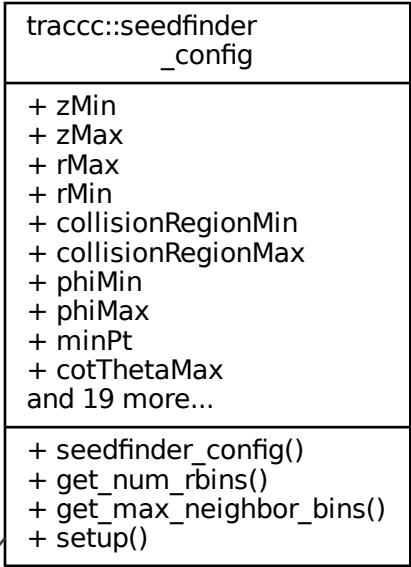 traccc::seedfinder
_config
+ zMin
+ zMax
+ rMax
+ rMin
+ collisionRegionMin
+ collisionRegionMax
+ phiMin
+ phiMax
+ minPt
+ cotThetaMax
and 19 more...
+ seedfinder_config()
+ get_num_rbins()
+ get_max_neighbor_bins()
+ setup()